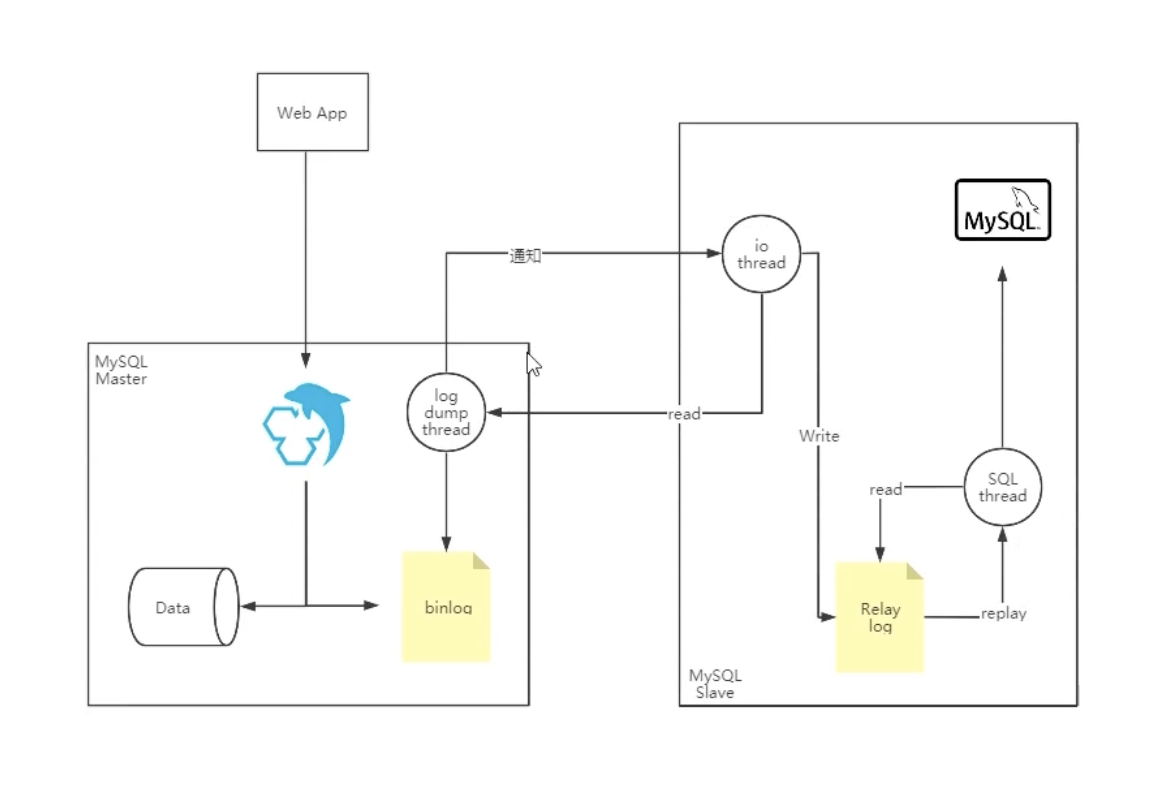 Web App
MySQL
Master
log
dump
thread
Data
binlog
通知
read
io
thread
Write
MySQL
SQL
thread
read
Relay
log
replay
MySQL
Slave